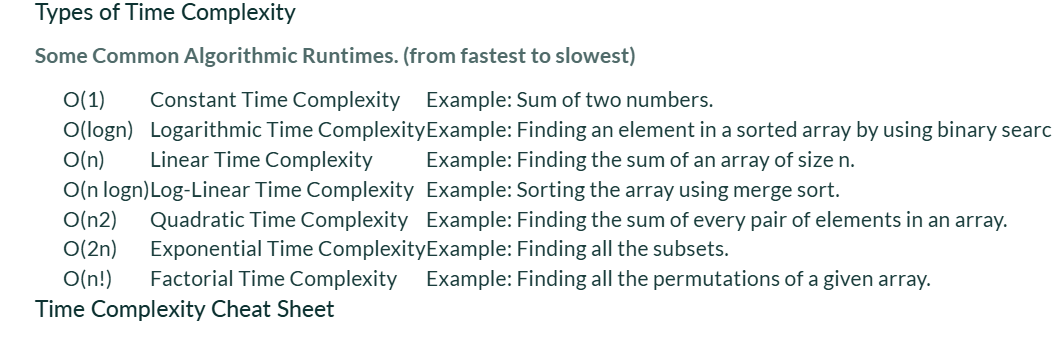 Types of Time Complexity
Some Common Algorithmic Runtimes. (from fastest to slowest)
O(1) Constant Time Complexity Example: Sum of two numbers.
O(logn) Logarithmic Time Complexity Example: Finding an element in a sorted array by using binary searc
O(n) Linear Time Complexity Example: Finding the sum of an array of size n.
O(n logn) Log-Linear Time Complexity Example: Sorting the array using merge sort.
O(n2) Quadratic Time Complexity Example: Finding the sum of every pair of elements in an array.
O(2n) Exponential Time Complexity Example: Finding all the subsets.
O(n!) Factorial Time Complexity Example: Finding all the permutations of a given array.
Time Complexity Cheat Sheet